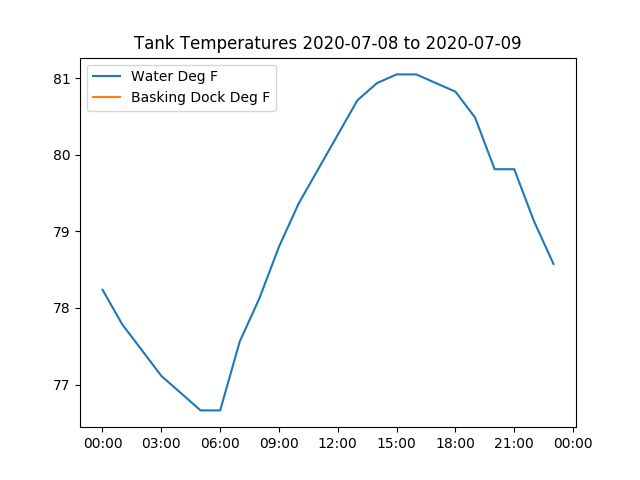 Tank Temperatures 2020-07-08 to 2020-07-09
Water Deg F
Basking Dock Deg F
81
80
79
78
77
00:00 03:00 06:00 09:00 12:00 15:00 18:00 21:00 00:00